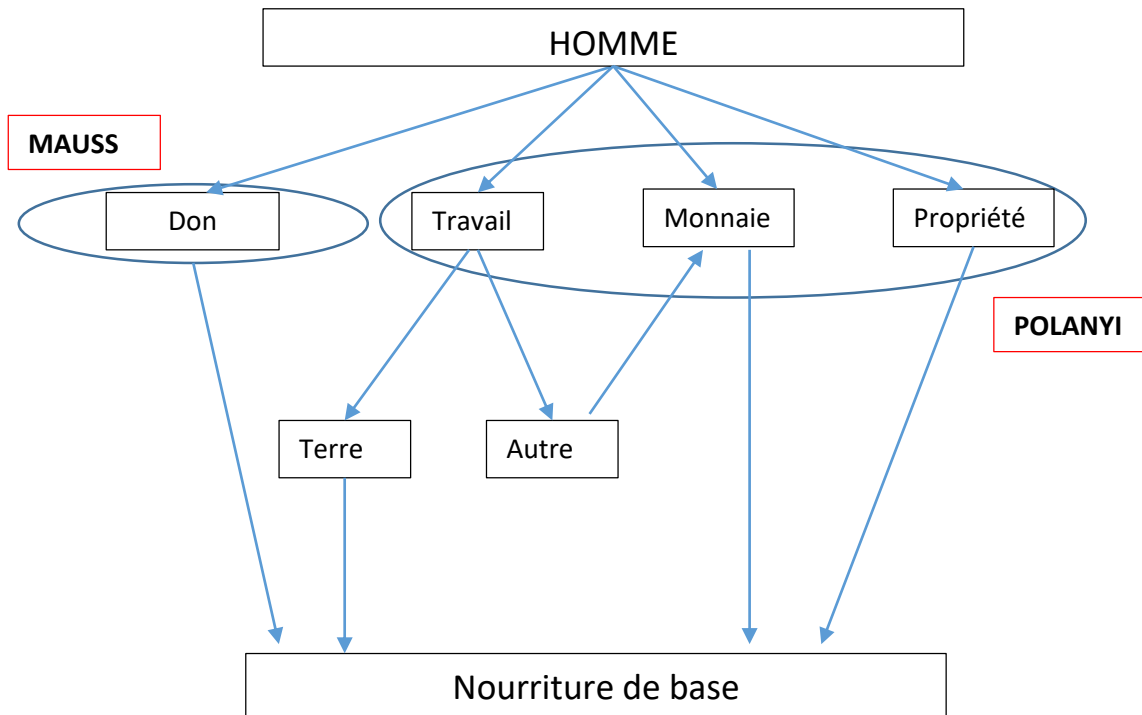 HOMME
MAUSS
Don
Travail
Monnaie
Propriété
POLANYI
Terre
Autre
Nourriture de base